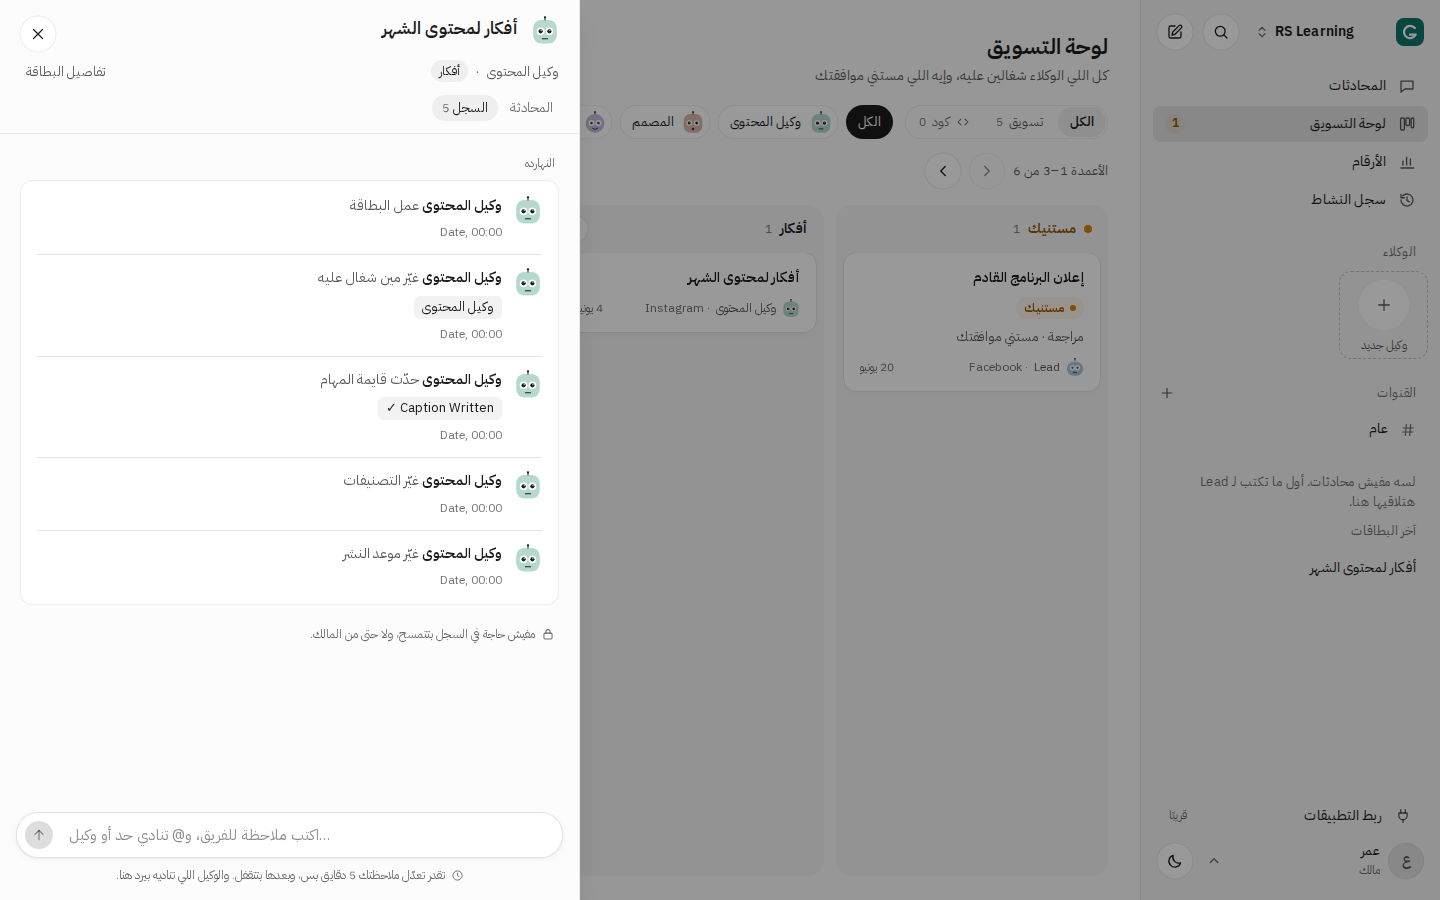 RS Learning
المحادثات
لوحة التسويق
1
الأرقام
سجل النشاط
الوكلاء
وكيل جديد
القنوات
عام
لسه مفيش محادثات. أول ما تكتب لـ Lead
هتلاقيها هنا.
آخر البطاقات
أفكار لمحتوى الشهر
ربط التطبيقات
قريبًا
ع
عمر
مالك
لوحة التسويق
كل اللي الوكلاء شغالين عليه، وإيه اللي مستني موافقتك
الكل
تسويق 5
كود 0
الكل
وكيل المحتوى
المصمم
الأعمدة 1–3 من 6
مستنيك 1
إعلان البرنامج القادم
مستنيك
مراجعة · مستني موافقتك
Lead · Facebook
20 يونيو
أفكار 1
أفكار لمحتوى الشهر
وكيل المحتوى · Instagram
أفكار لمحتوى الشهر
وكيل المحتوى · أفكار
تفاصيل البطاقة
المحادثة
السجل 5
النهارده
وكيل المحتوى عمل البطاقة
Date, 00:00
وكيل المحتوى غيّر مين شغال عليه
وكيل المحتوى
Date, 00:00
وكيل المحتوى حدّث قايمة المهام
✓ Caption Written
Date, 00:00
وكيل المحتوى غيّر التصنيفات
Date, 00:00
وكيل المحتوى غيّر موعد النشر
Date, 00:00
مفيش حاجة في السجل بتتمسح، ولا حتى من المالك.
اكتب ملاحظة للفريق، و@ تنادي حد أو وكيل…
تقدر تعدّل ملاحظتك 5 دقايق بس، وبعدها بتتقفل. والوكيل اللي تناديه بيرد هنا.